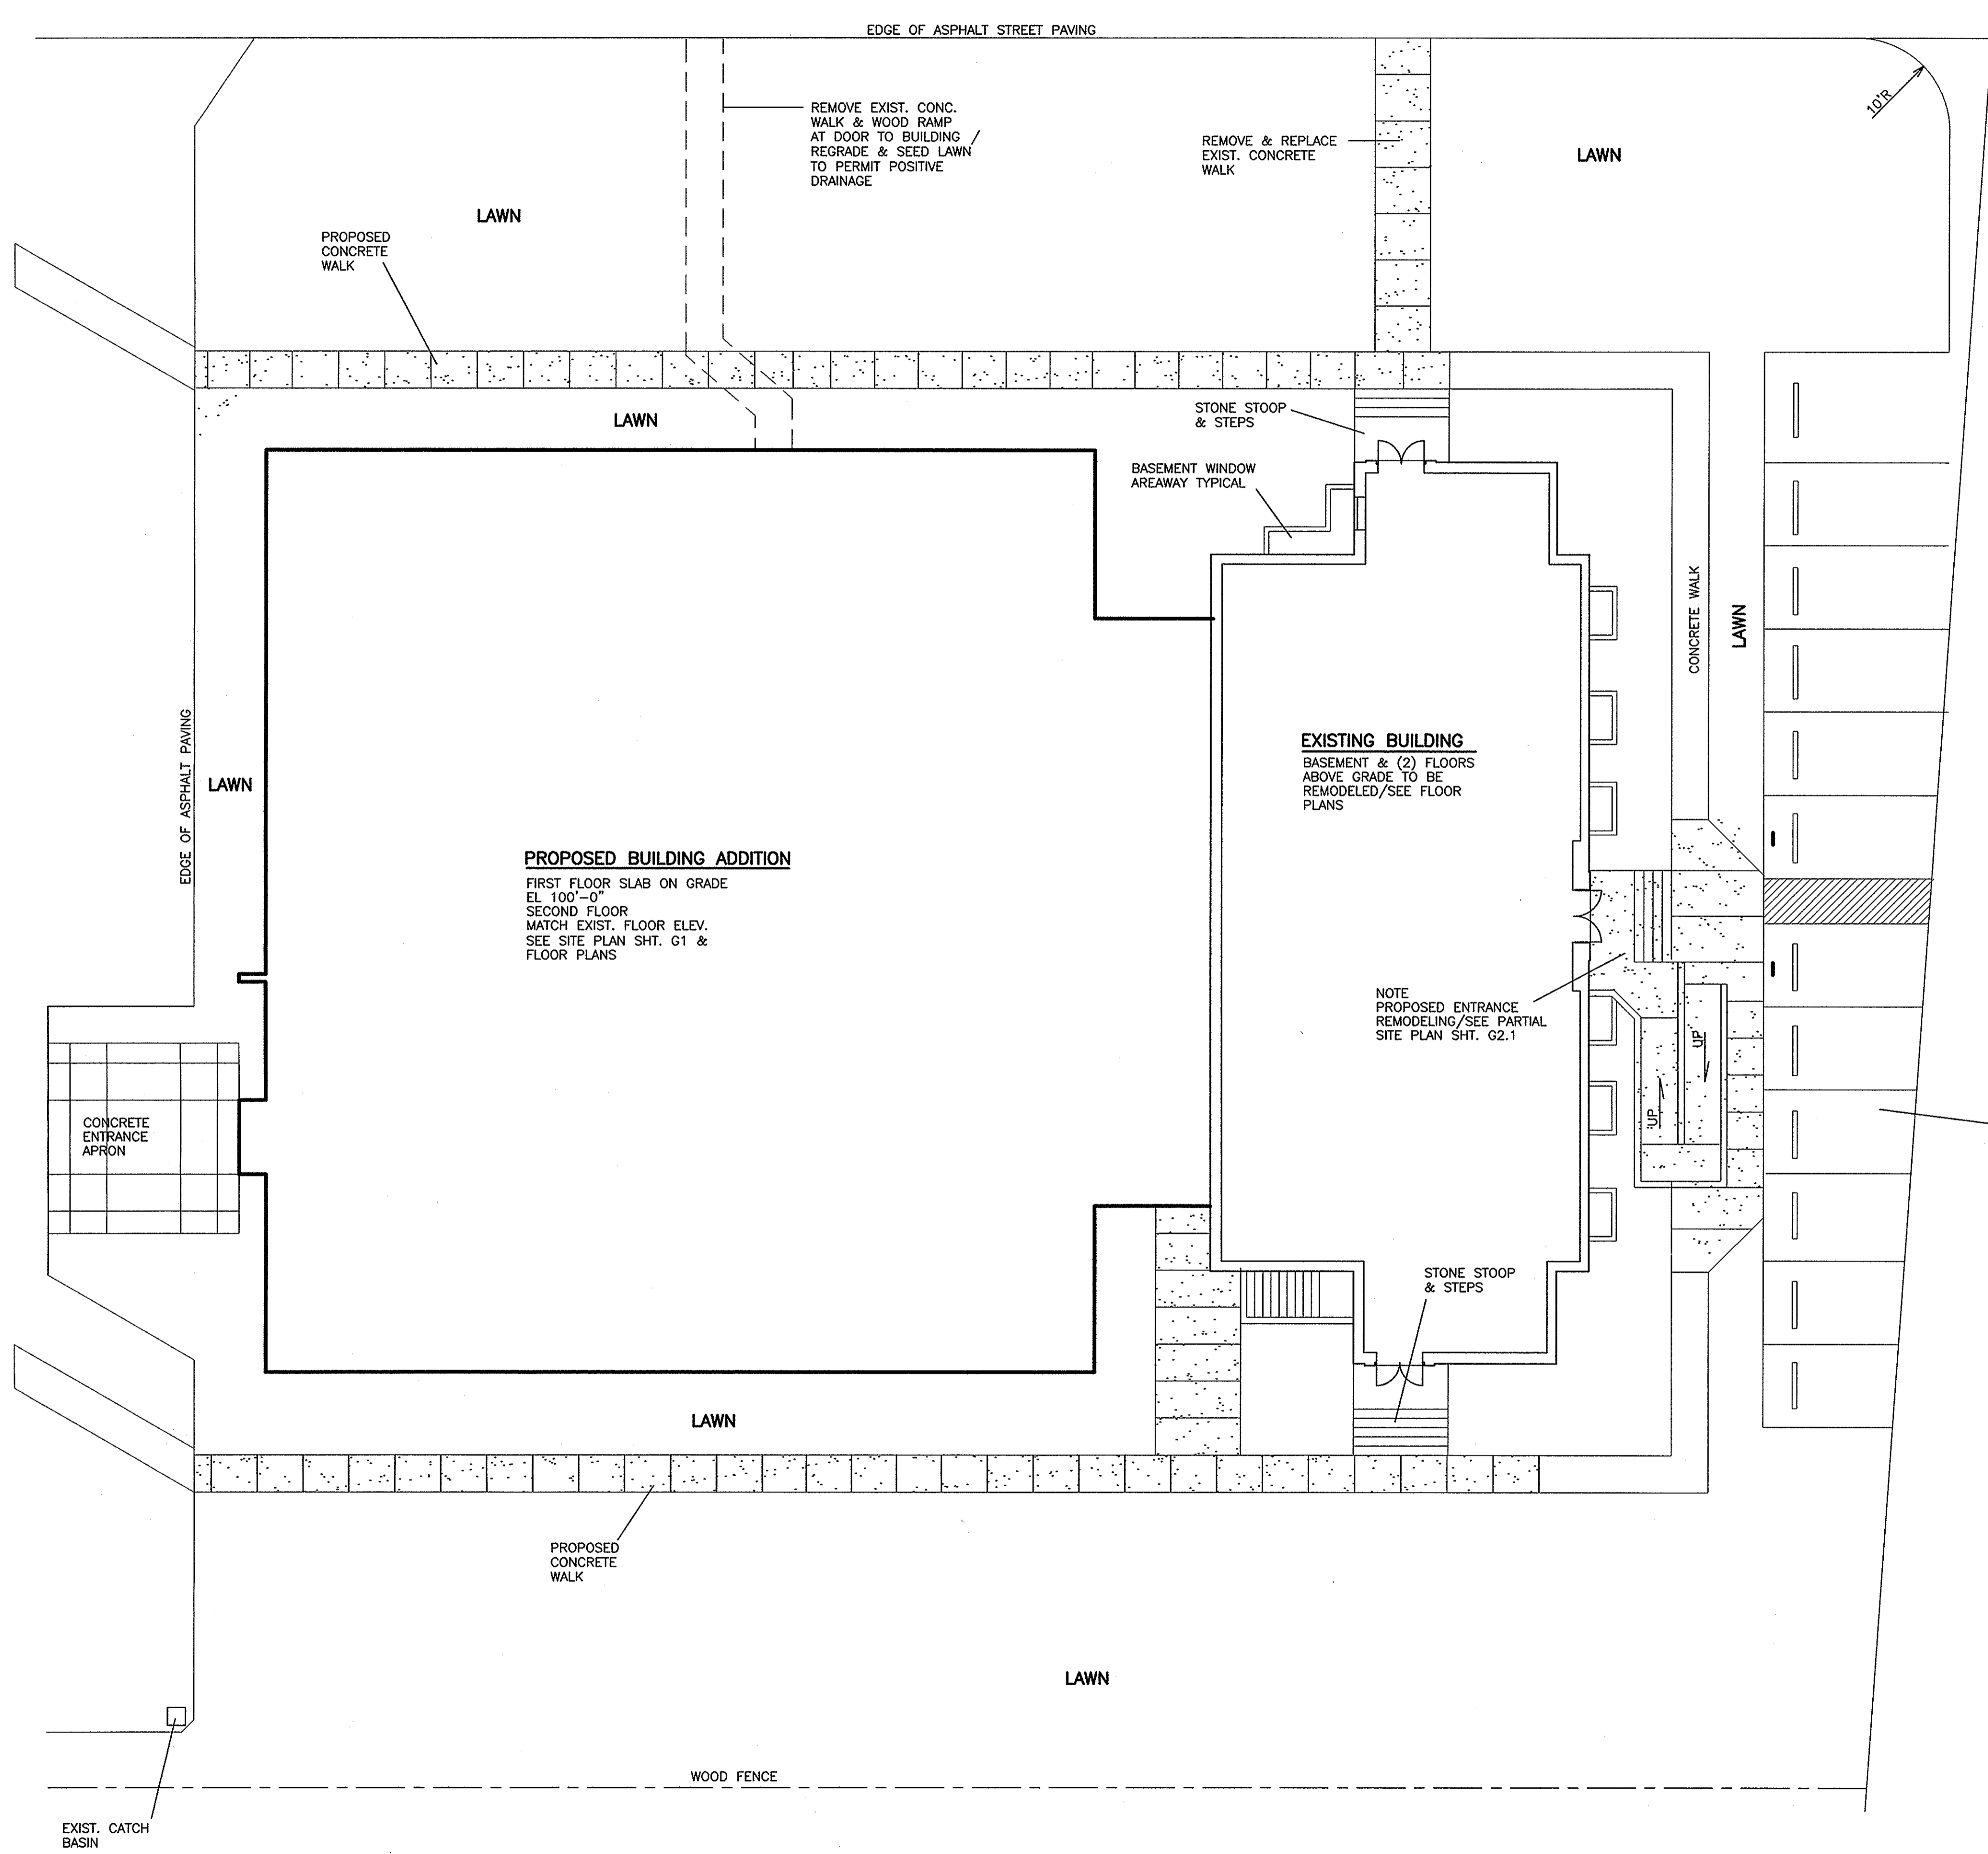 EDGE OF ASPHALT STREET PAVING
REMOVE EXIST. CONC.
WALK & WOOD RAMP
AT DOOR TO BUILDING /
REGRADE & SEED LAWN
TO PERMIT POSITIVE
DRAINAGE
REMOVE & REPLACE
EXIST. CONCRETE
WALK
10'R
LAWN
LAWN
PROPOSED
CONCRETE
WALK
LAWN
STONE STOOP
& STEPS
BASEMENT WINDOW
AREAWAY TYPICAL
CONCRETE WALK
LAWN
EDGE OF ASPHALT PAVING
LAWN
EXISTING BUILDING
BASEMENT & (2) FLOORS
ABOVE GRADE TO BE
REMODELED/SEE FLOOR
PLANS
PROPOSED BUILDING ADDITION
FIRST FLOOR SLAB ON GRADE
EL 100'-0"
SECOND FLOOR
MATCH EXIST. FLOOR ELEV.
SEE SITE PLAN SHT. G1 &
FLOOR PLANS
NOTE
PROPOSED ENTRANCE
REMODELING/SEE PARTIAL
SITE PLAN SHT. G2.1
UP
UP
CONCRETE
ENTRANCE
APRON
STONE STOOP
& STEPS
LAWN
PROPOSED
CONCRETE
WALK
LAWN
WOOD FENCE
EXIST. CATCH
BASIN